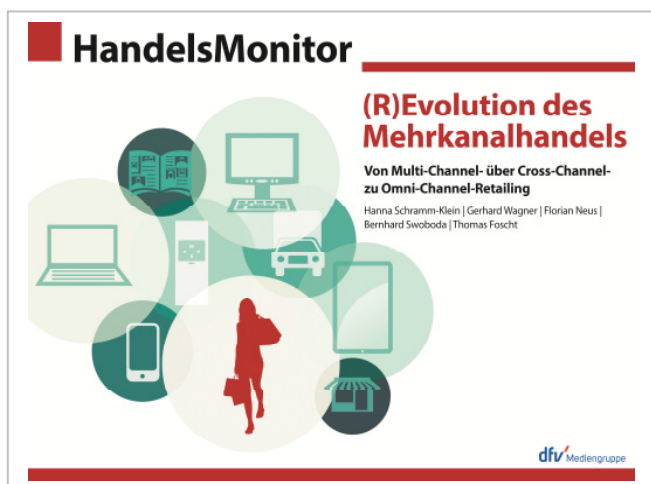 HandelsMonitor
(R)Evolution des
Mehrkanalhandels
Von Multi-Channel- über Cross-Channel-
zu Omni-Channel-Retailing
Hanna Schramm-Klein | Gerhard Wagner | Florian Neus |
Bernhard Swoboda | Thomas Foscht
dfv Mediengruppe